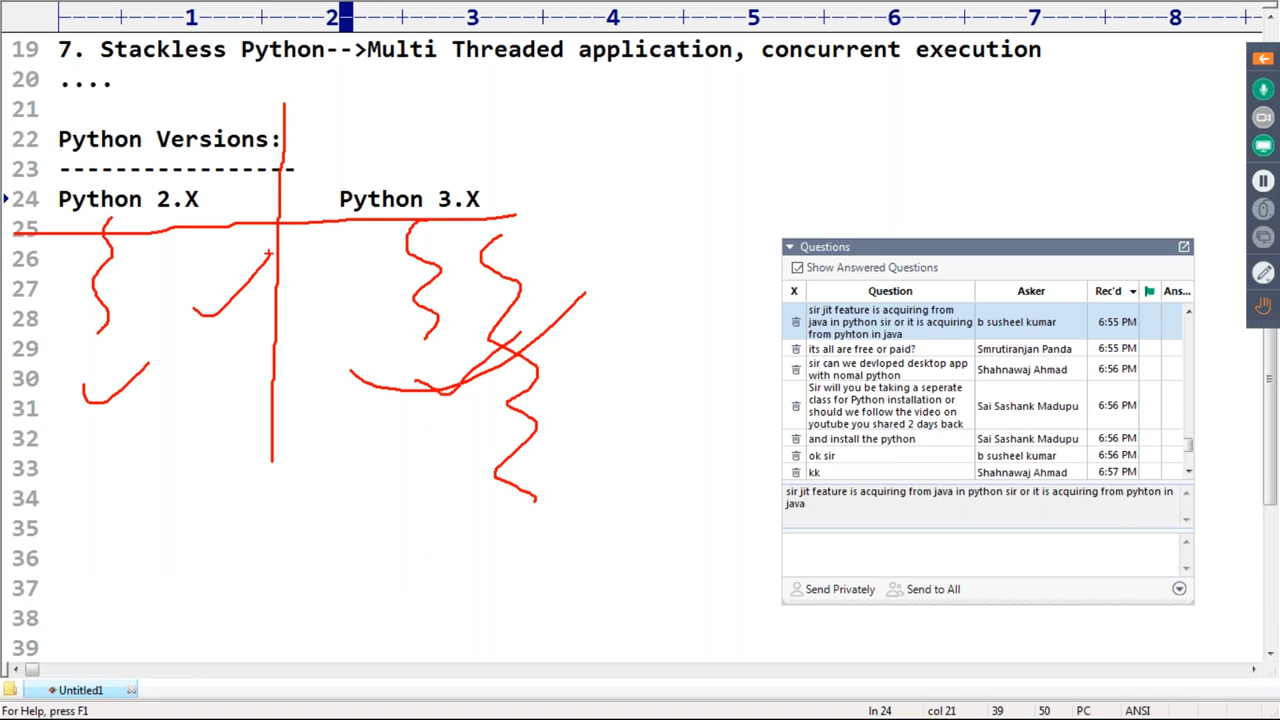 1 2 3 4 5 6 7 8
19 7. Stackless Python-->Multi Threaded application, concurrent execution
20 ....
21
22 Python Versions:
23 -----------------
24 Python 2.X Python 3.X
25
26
27
28
29
30
31
32
33
34
35
36
37
38
39
Questions
Show Answered Questions
X Question Asker Rec'd Ans...
sir jit feature is acquiring from
java in python sir or it is acquiring
from pyhton in java
b susheel kumar 6:55 PM
its all are free or paid? Smrutiranjan Panda 6:55 PM
sir can we devloped desktop app
with nomal python
Shahnawaj Ahmad 6:56 PM
Sir will you be taking a seperate
class for Python installation or
should we follow the video on
youtube you shared 2 days back
Sai Sashank Madupu 6:56 PM
and install the python Sai Sashank Madupu 6:56 PM
ok sir b susheel kumar 6:56 PM
kk Shahnawaj Ahmad 6:57 PM
sir jit feature is acquiring from java in python sir or it is acquiring from pyhton in
java
Send Privately Send to All
Untitled1
For Help, press F1 ln 24 col 21 39 50 PC ANSI